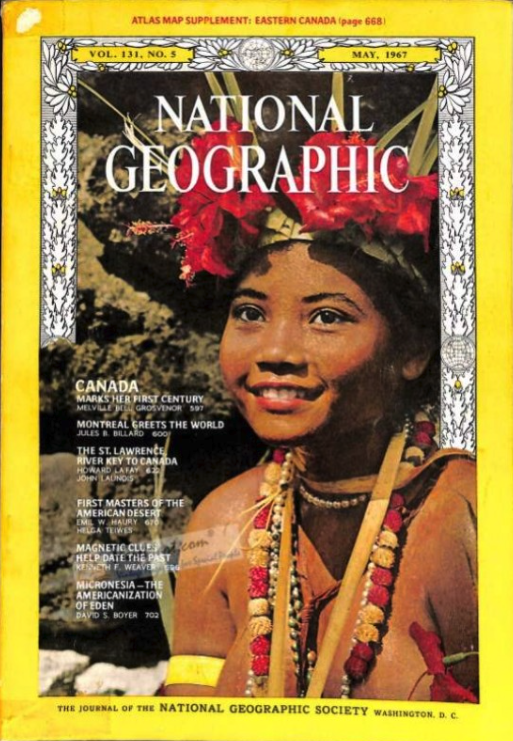 ATLAS MAP SUPPLEMENT: EASTERN CANADA (page 668)
VOL. 131, NO. 5
MAY, 1967
NATIONAL
GEOGRAPHIC
CANADA
MARKS HER FIRST CENTURY
MELVILLE BELL GROSVENOR 597
MONTREAL GREETS THE WORLD
JULES B. BILLARD 600
THE ST. LAWRENCE,
RIVER KEY TO CANADA
HOWARD LA FAY
JOHN LAUNOIS
FIRST MASTERS OF THE
AMERICAN DESERT
EMIL W. HAURY 670
HELGA TEIWES
MAGNETIC CLUES
HELP DATE THE PAST
KENNETH F. WEAVER 696
MICRONESIA—THE
AMERICANIZATION
OF EDEN
DAVID S. BOYER 702
THE JOURNAL OF THE NATIONAL GEOGRAPHIC SOCIETY WASHINGTON, D. C.